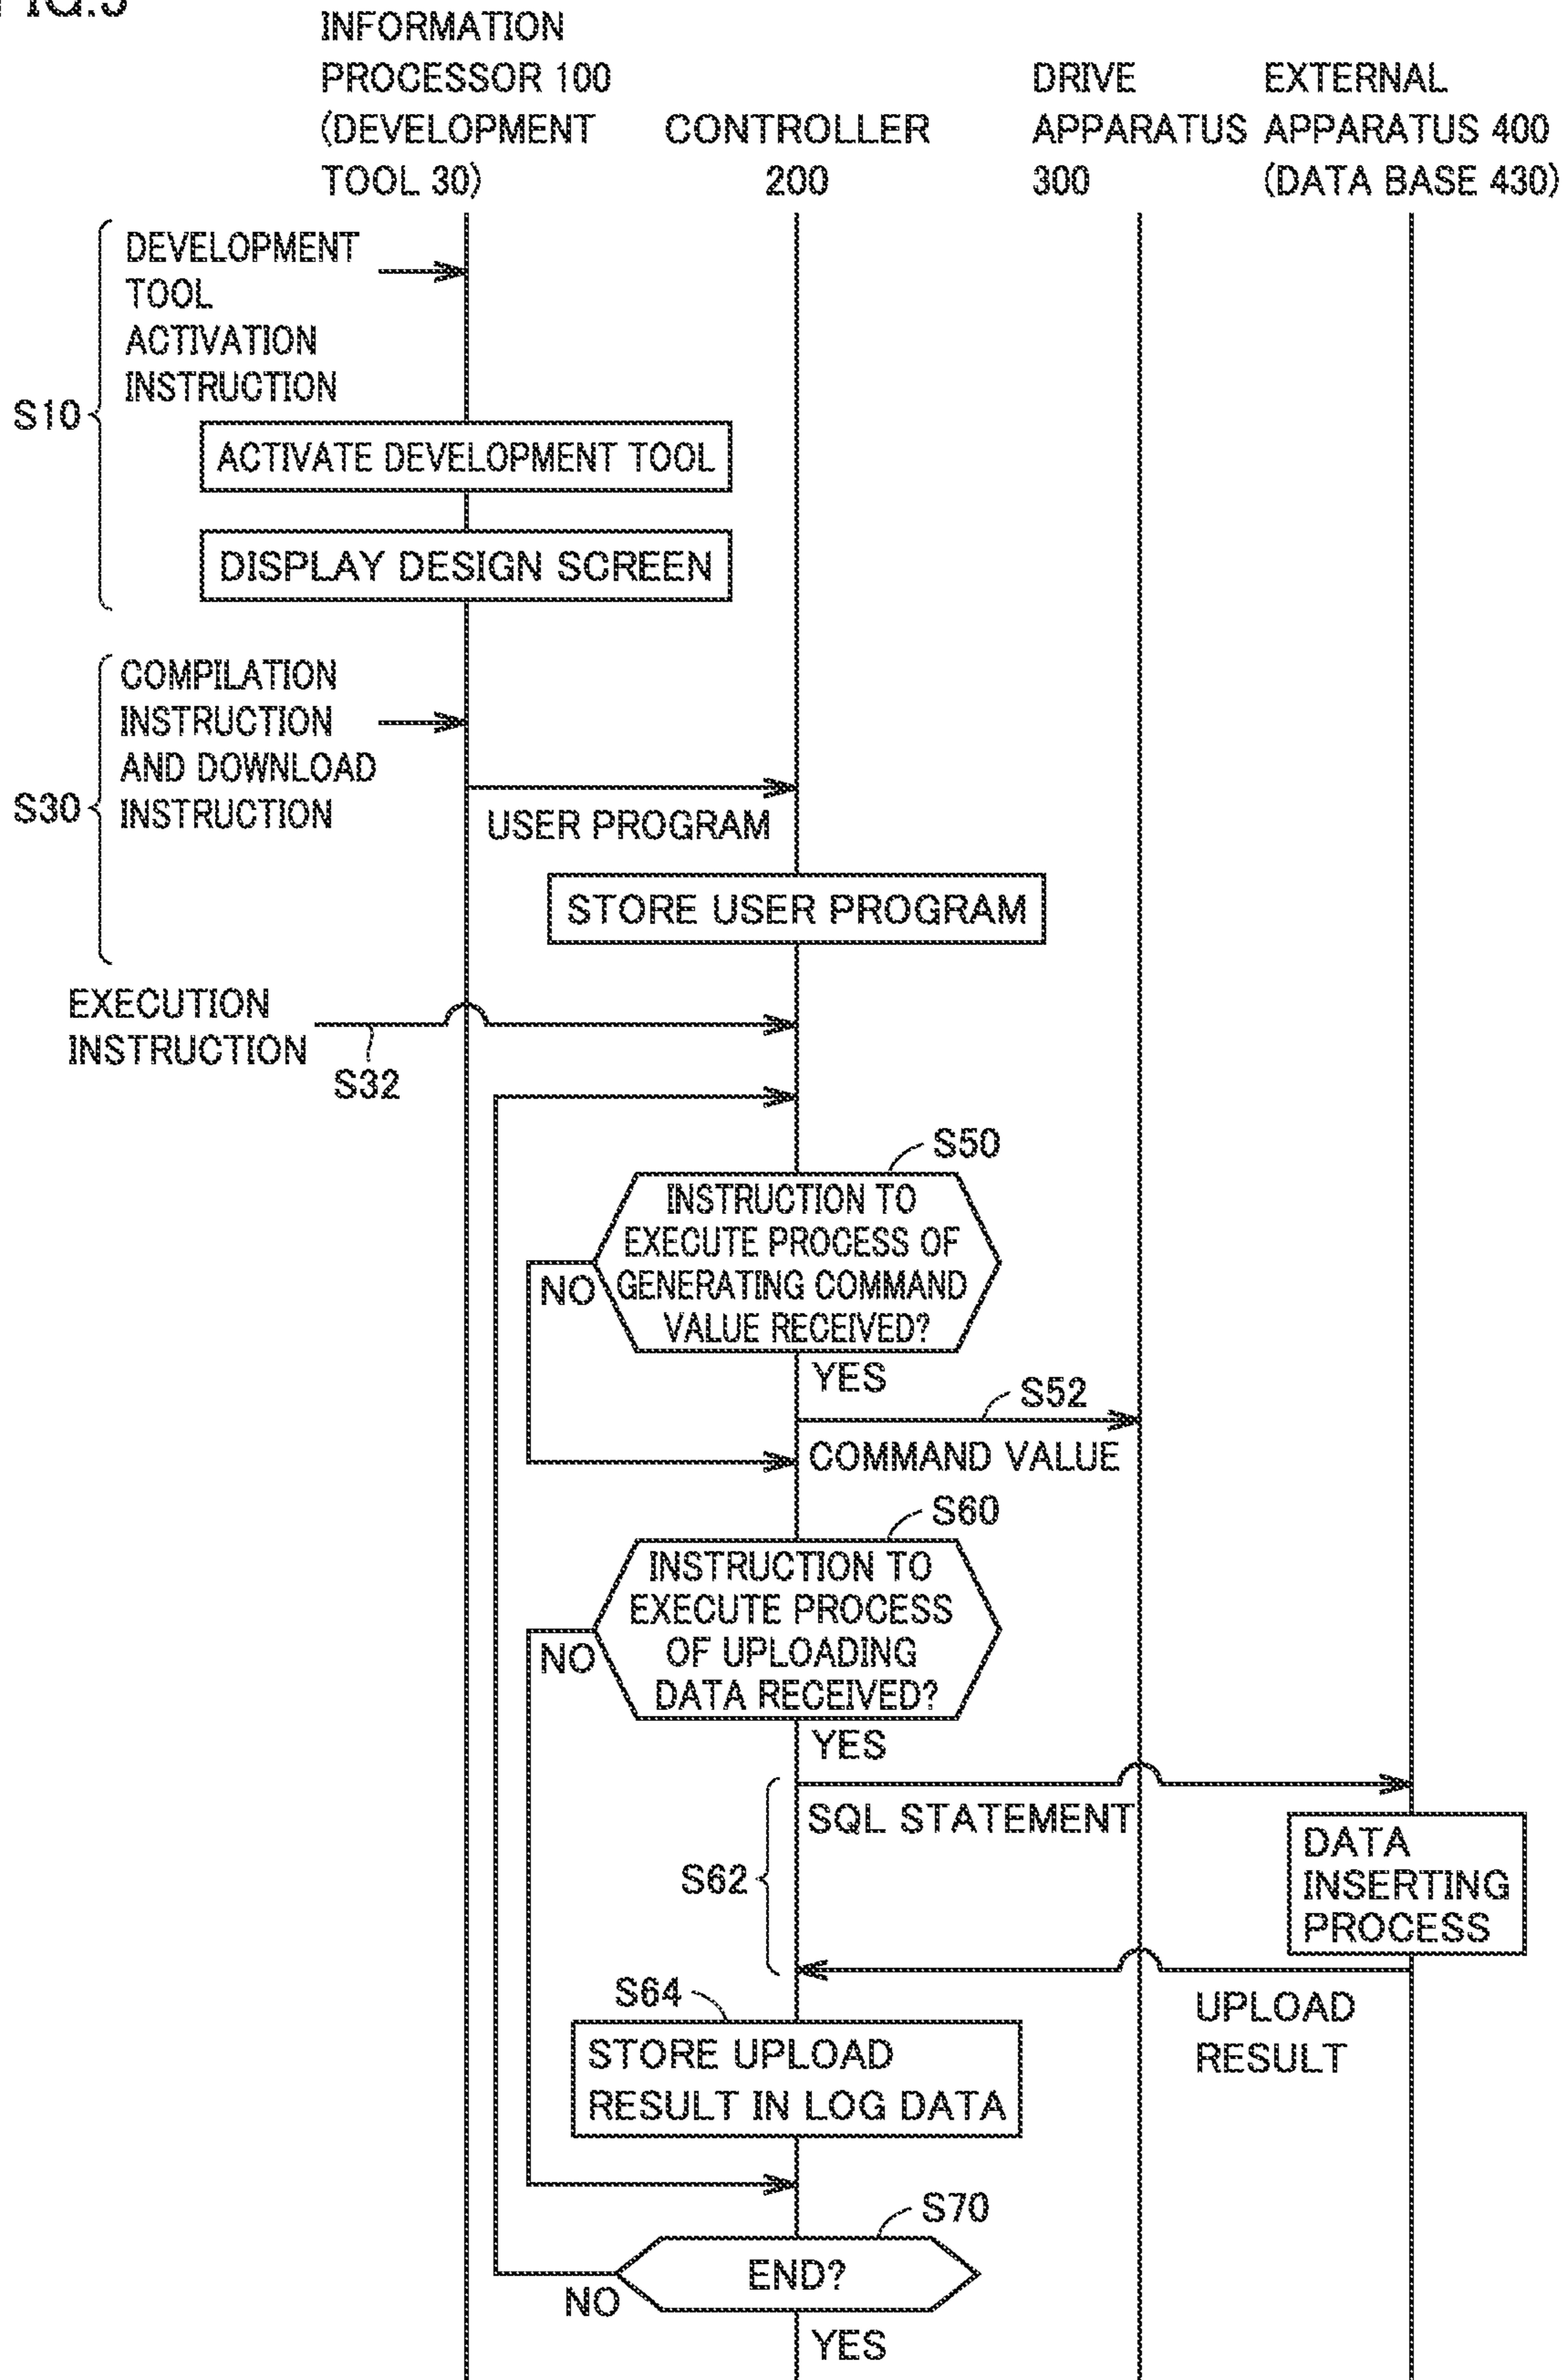 FIG.5
INFORMATION
PROCESSOR 100
(DEVELOPMENT
TOOL 30)
CONTROLLER
200
DRIVE
APPARATUS
300
EXTERNAL
APPARATUS 400
(DATA BASE 430)
S10
DEVELOPMENT
TOOL
ACTIVATION
INSTRUCTION
ACTIVATE DEVELOPMENT TOOL
DISPLAY DESIGN SCREEN
S30
COMPILATION
INSTRUCTION
AND DOWNLOAD
INSTRUCTION
USER PROGRAM
STORE USER PROGRAM
EXECUTION
INSTRUCTION
S32
S50
INSTRUCTION TO
EXECUTE PROCESS OF
GENERATING COMMAND
VALUE RECEIVED?
NO
YES
S52
COMMAND VALUE
S60
INSTRUCTION TO
EXECUTE PROCESS
OF UPLOADING
DATA RECEIVED?
NO
YES
SQL STATEMENT
S62
DATA
INSERTING
PROCESS
UPLOAD
RESULT
S64
STORE UPLOAD
RESULT IN LOG DATA
S70
END?
NO
YES